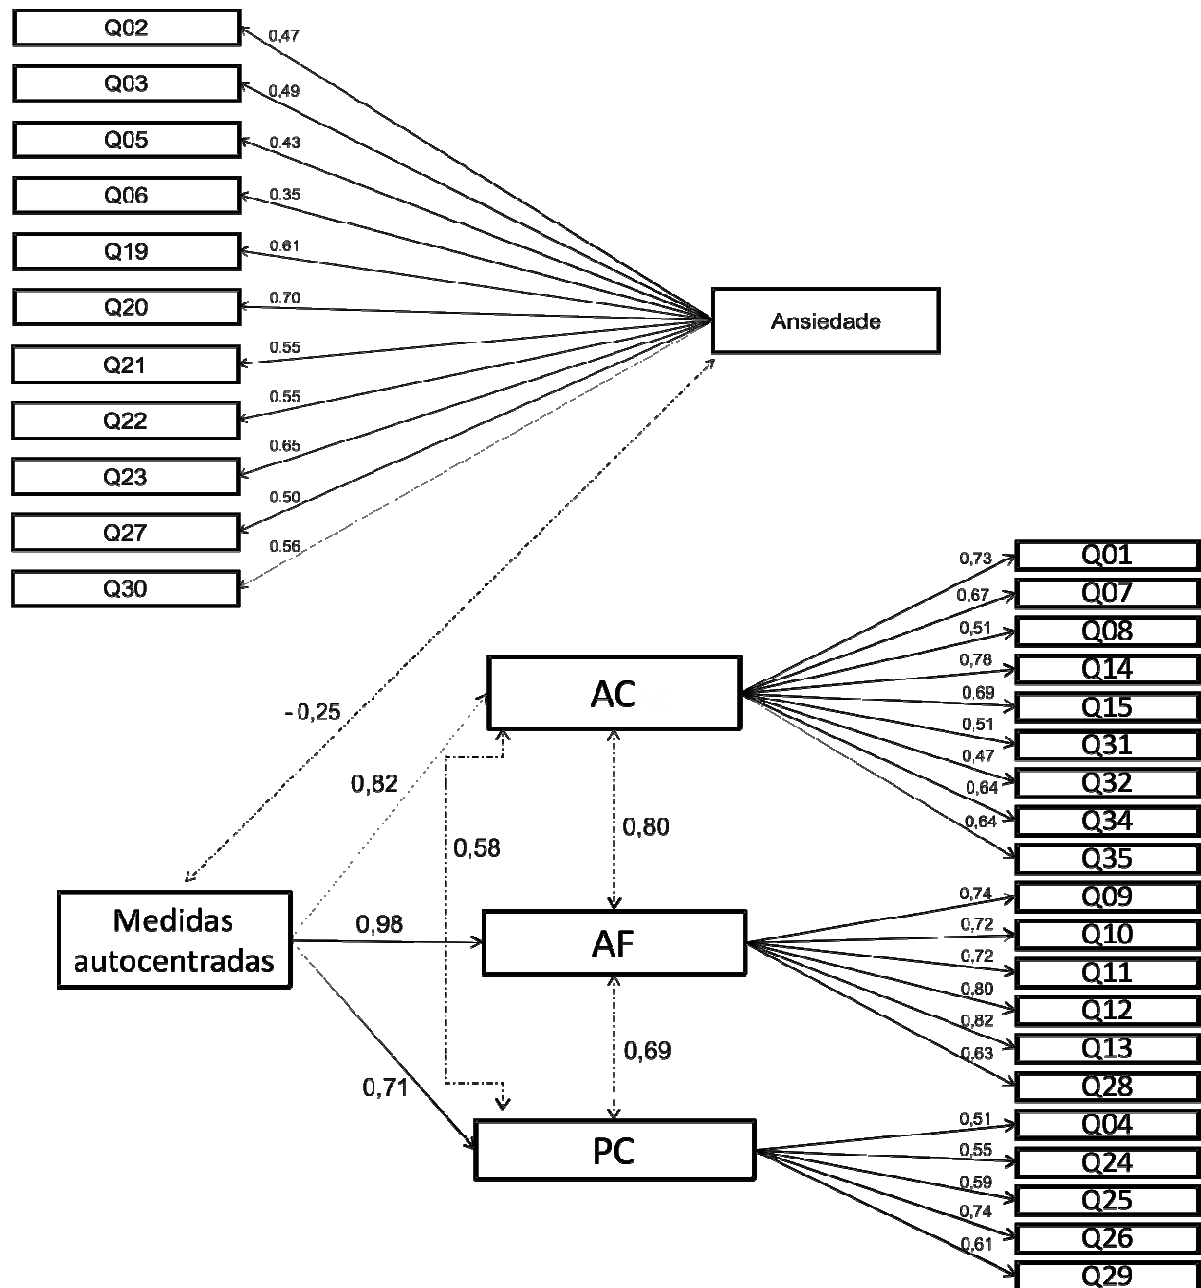 Q02
0,47
Q03
0,49
Q05
0.43
Q06
0.35
Q19
0.61
Q20
0.70
Q21
0.55
Q22
0.55
Q23
0.65
Q27
0.50
Q30
0.56
Ansiedade
- 0,25
Medidas
autocentradas
0,82
0,98
0,71
0,58
0,80
0,69
AC
AF
PC
0,73
Q01
0,67
Q07
0,51
Q08
0,78
Q14
0,69
Q15
0,51
Q31
0,47
Q32
0,64
Q34
0,64
Q35
0,74
Q09
0,72
Q10
0,72
Q11
0,80
Q12
0,82
Q13
0,63
Q28
0,51
Q04
0,55
Q24
0,59
Q25
0,74
Q26
0,61
Q29